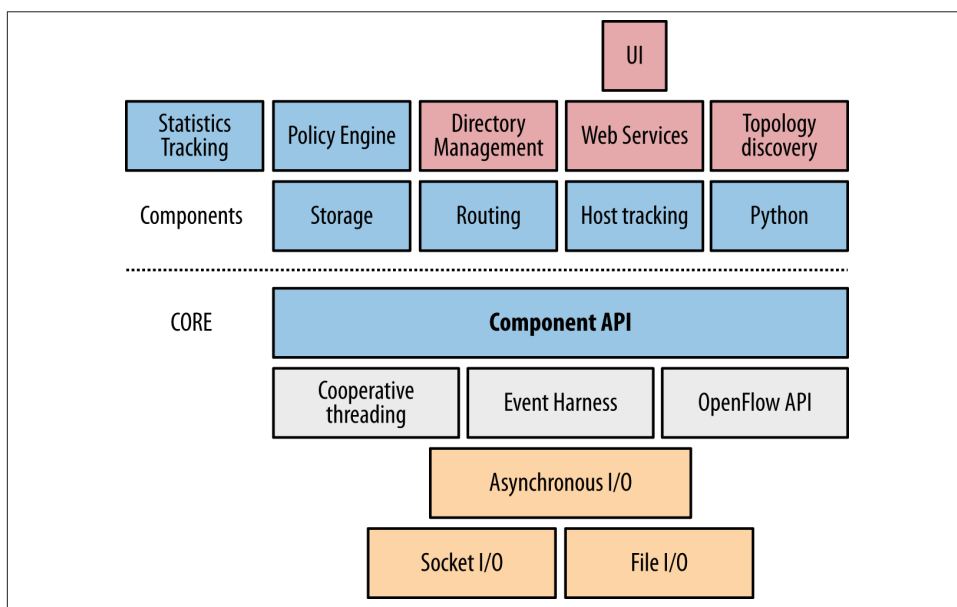 UI
Statistics
Tracking
Policy Engine
Directory
Management
Web Services
Topology
discovery
Components
Storage
Routing
Host tracking
Python
CORE
Component API
Cooperative
threading
Event Harness
OpenFlow API
Asynchronous I/O
Socket I/O
File I/O